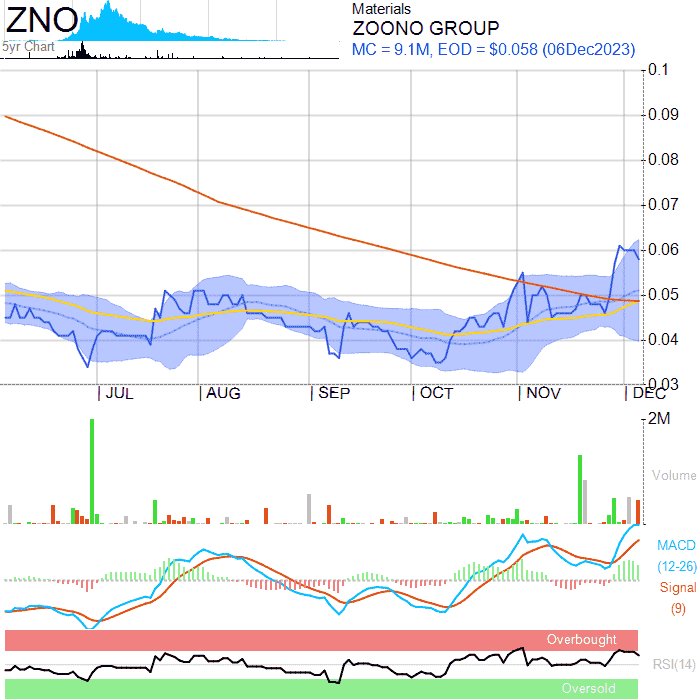 ZNO
5yr Chart
Materials
ZOONO GROUP
MC = 9.1M, EOD = $0.058 (06Dec2023)
0.1
0.09
0.08
0.07
0.06
0.05
0.04
0.03
JUL AUG SEP OCT NOV DEC
2M
Volume
MACD
(12-26)
Signal
(9)
Overbought
RSI(14)
Oversold